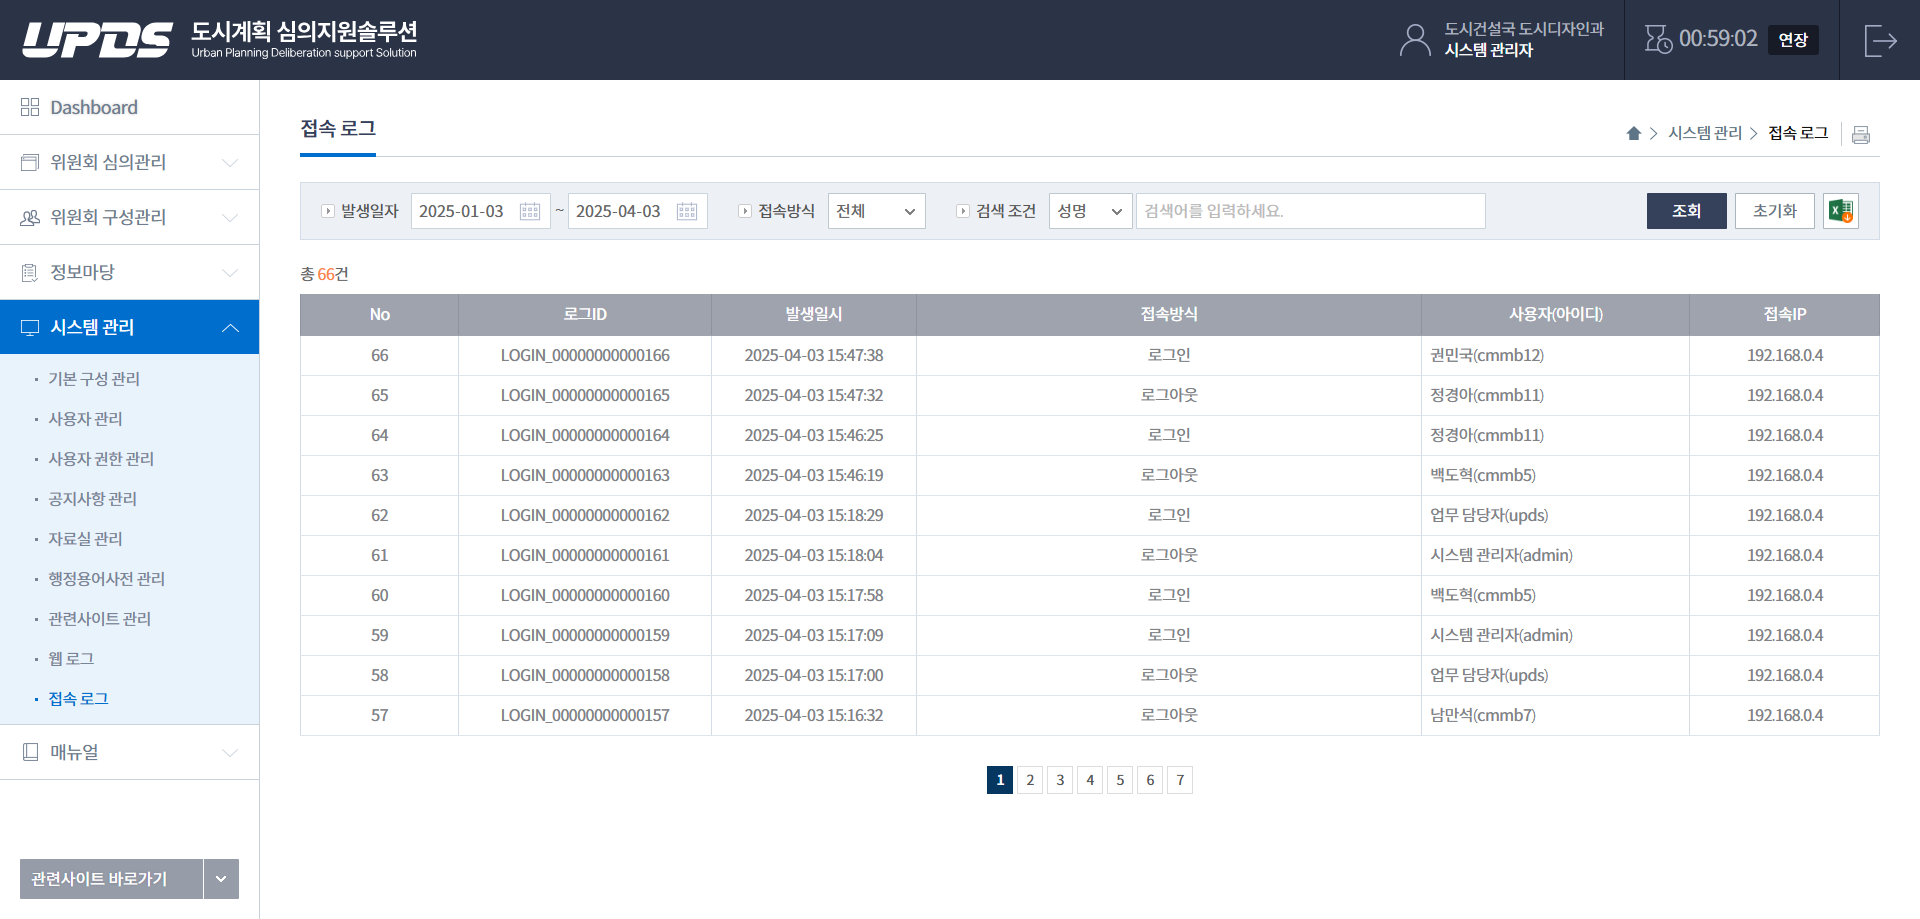 UPDS 도시계획 심의지원솔루션
Urban Planning Deliberation support Solution
도시건설국 도시디자인과
시스템 관리자
00:59:02 연장
Dashboard
위원회 심의관리
위원회 구성관리
정보마당
시스템 관리
기본 구성 관리
사용자 관리
사용자 권한 관리
공지사항 관리
자료실 관리
행정용어사전 관리
관련사이트 관리
웹 로그
접속 로그
매뉴얼
관련사이트 바로가기
접속 로그
시스템 관리 > 접속 로그
발생일자 2025-01-03 ~ 2025-04-03 접속방식 전체 검색 조건 성명 검색어를 입력하세요. 조회 초기화
총 66건
No 로그ID 발생일시 접속방식 사용자(아이디) 접속IP
66 LOGIN_00000000000166 2025-04-03 15:47:38 로그인 권민국(cmmb12) 192.168.0.4
65 LOGIN_00000000000165 2025-04-03 15:47:32 로그아웃 정경아(cmmb11) 192.168.0.4
64 LOGIN_00000000000164 2025-04-03 15:46:25 로그인 정경아(cmmb11) 192.168.0.4
63 LOGIN_00000000000163 2025-04-03 15:46:19 로그아웃 백도혁(cmmb5) 192.168.0.4
62 LOGIN_00000000000162 2025-04-03 15:18:29 로그인 업무 담당자(upds) 192.168.0.4
61 LOGIN_00000000000161 2025-04-03 15:18:04 로그아웃 시스템 관리자(admin) 192.168.0.4
60 LOGIN_00000000000160 2025-04-03 15:17:58 로그인 백도혁(cmmb5) 192.168.0.4
59 LOGIN_00000000000159 2025-04-03 15:17:09 로그인 시스템 관리자(admin) 192.168.0.4
58 LOGIN_00000000000158 2025-04-03 15:17:00 로그아웃 업무 담당자(upds) 192.168.0.4
57 LOGIN_00000000000157 2025-04-03 15:16:32 로그아웃 남만석(cmmb7) 192.168.0.4
1 2 3 4 5 6 7